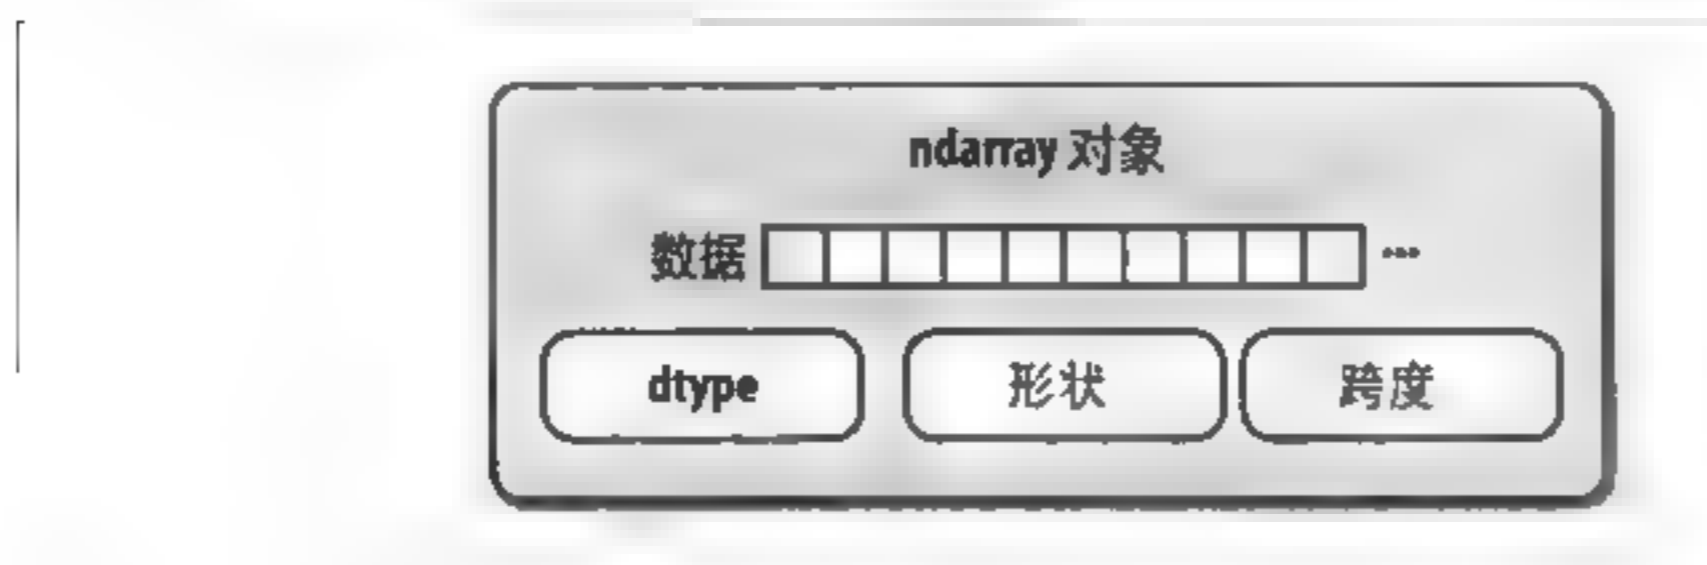 ndarray 对象
数据 ...
dtype 形状 跨度